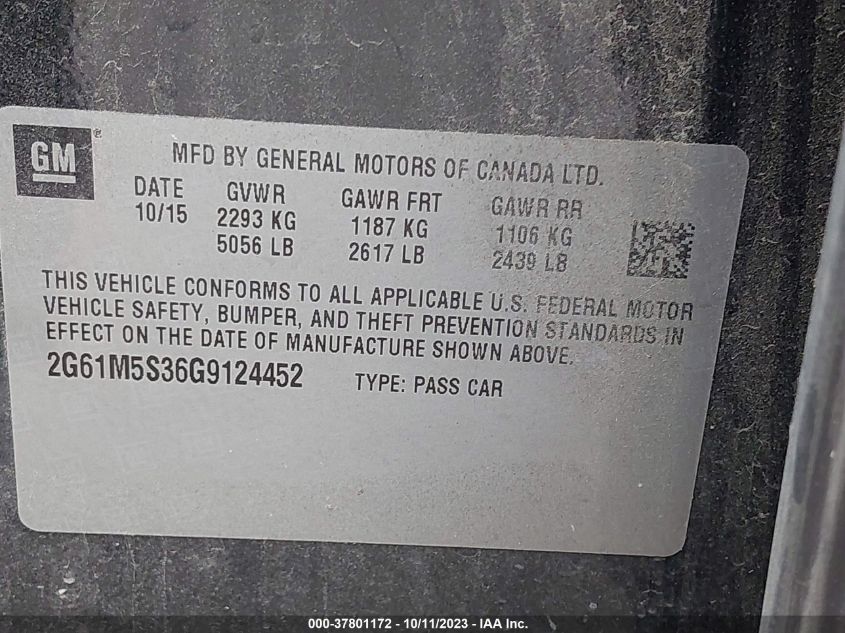 GM®
MFD BY GENERAL MOTORS OF CANADA LTD.
DATE GVWR GAWR FRT GAWR RR
10/15 2293 KG 1187 KG 1106 KG
5056 LB 2617 LB 2439 LB
THIS VEHICLE CONFORMS TO ALL APPLICABLE U.S. FEDERAL MOTOR
VEHICLE SAFETY, BUMPER, AND THEFT PREVENTION STANDARDS IN
EFFECT ON THE DATE OF MANUFACTURE SHOWN ABOVE.
2G61M5S36G9124452 TYPE: PASS CAR
000-37801172 - 10/11/2023 - IAA Inc.